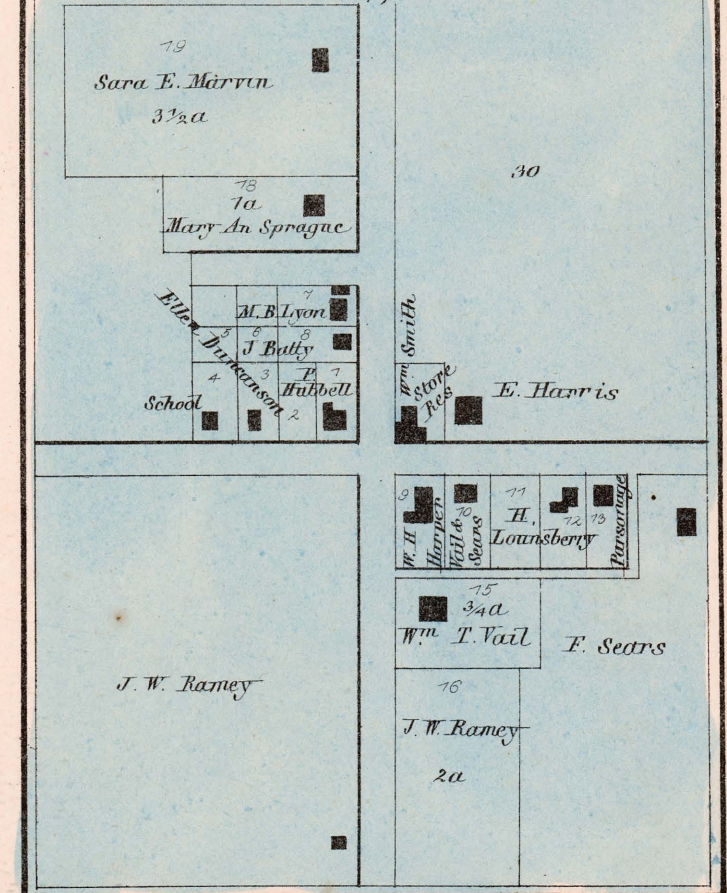 19
Sara E. Marvin
3½a
18
1a
Mary An Sprague
30
7
M.B. Lyon
Ellen Duncanson
5 6 8
J Batty
4 3 P. 1
Hubbell
School
2
Wm Smith
Store
Res
E. Harris
9
W.H
Harper
10
Vail &
Sears
11
H.
Lounsberry
12 13
Parsonage
15
¾a
Wm T. Vail
F. Sears
J. W. Ramey
16
J. W. Ramey
2a